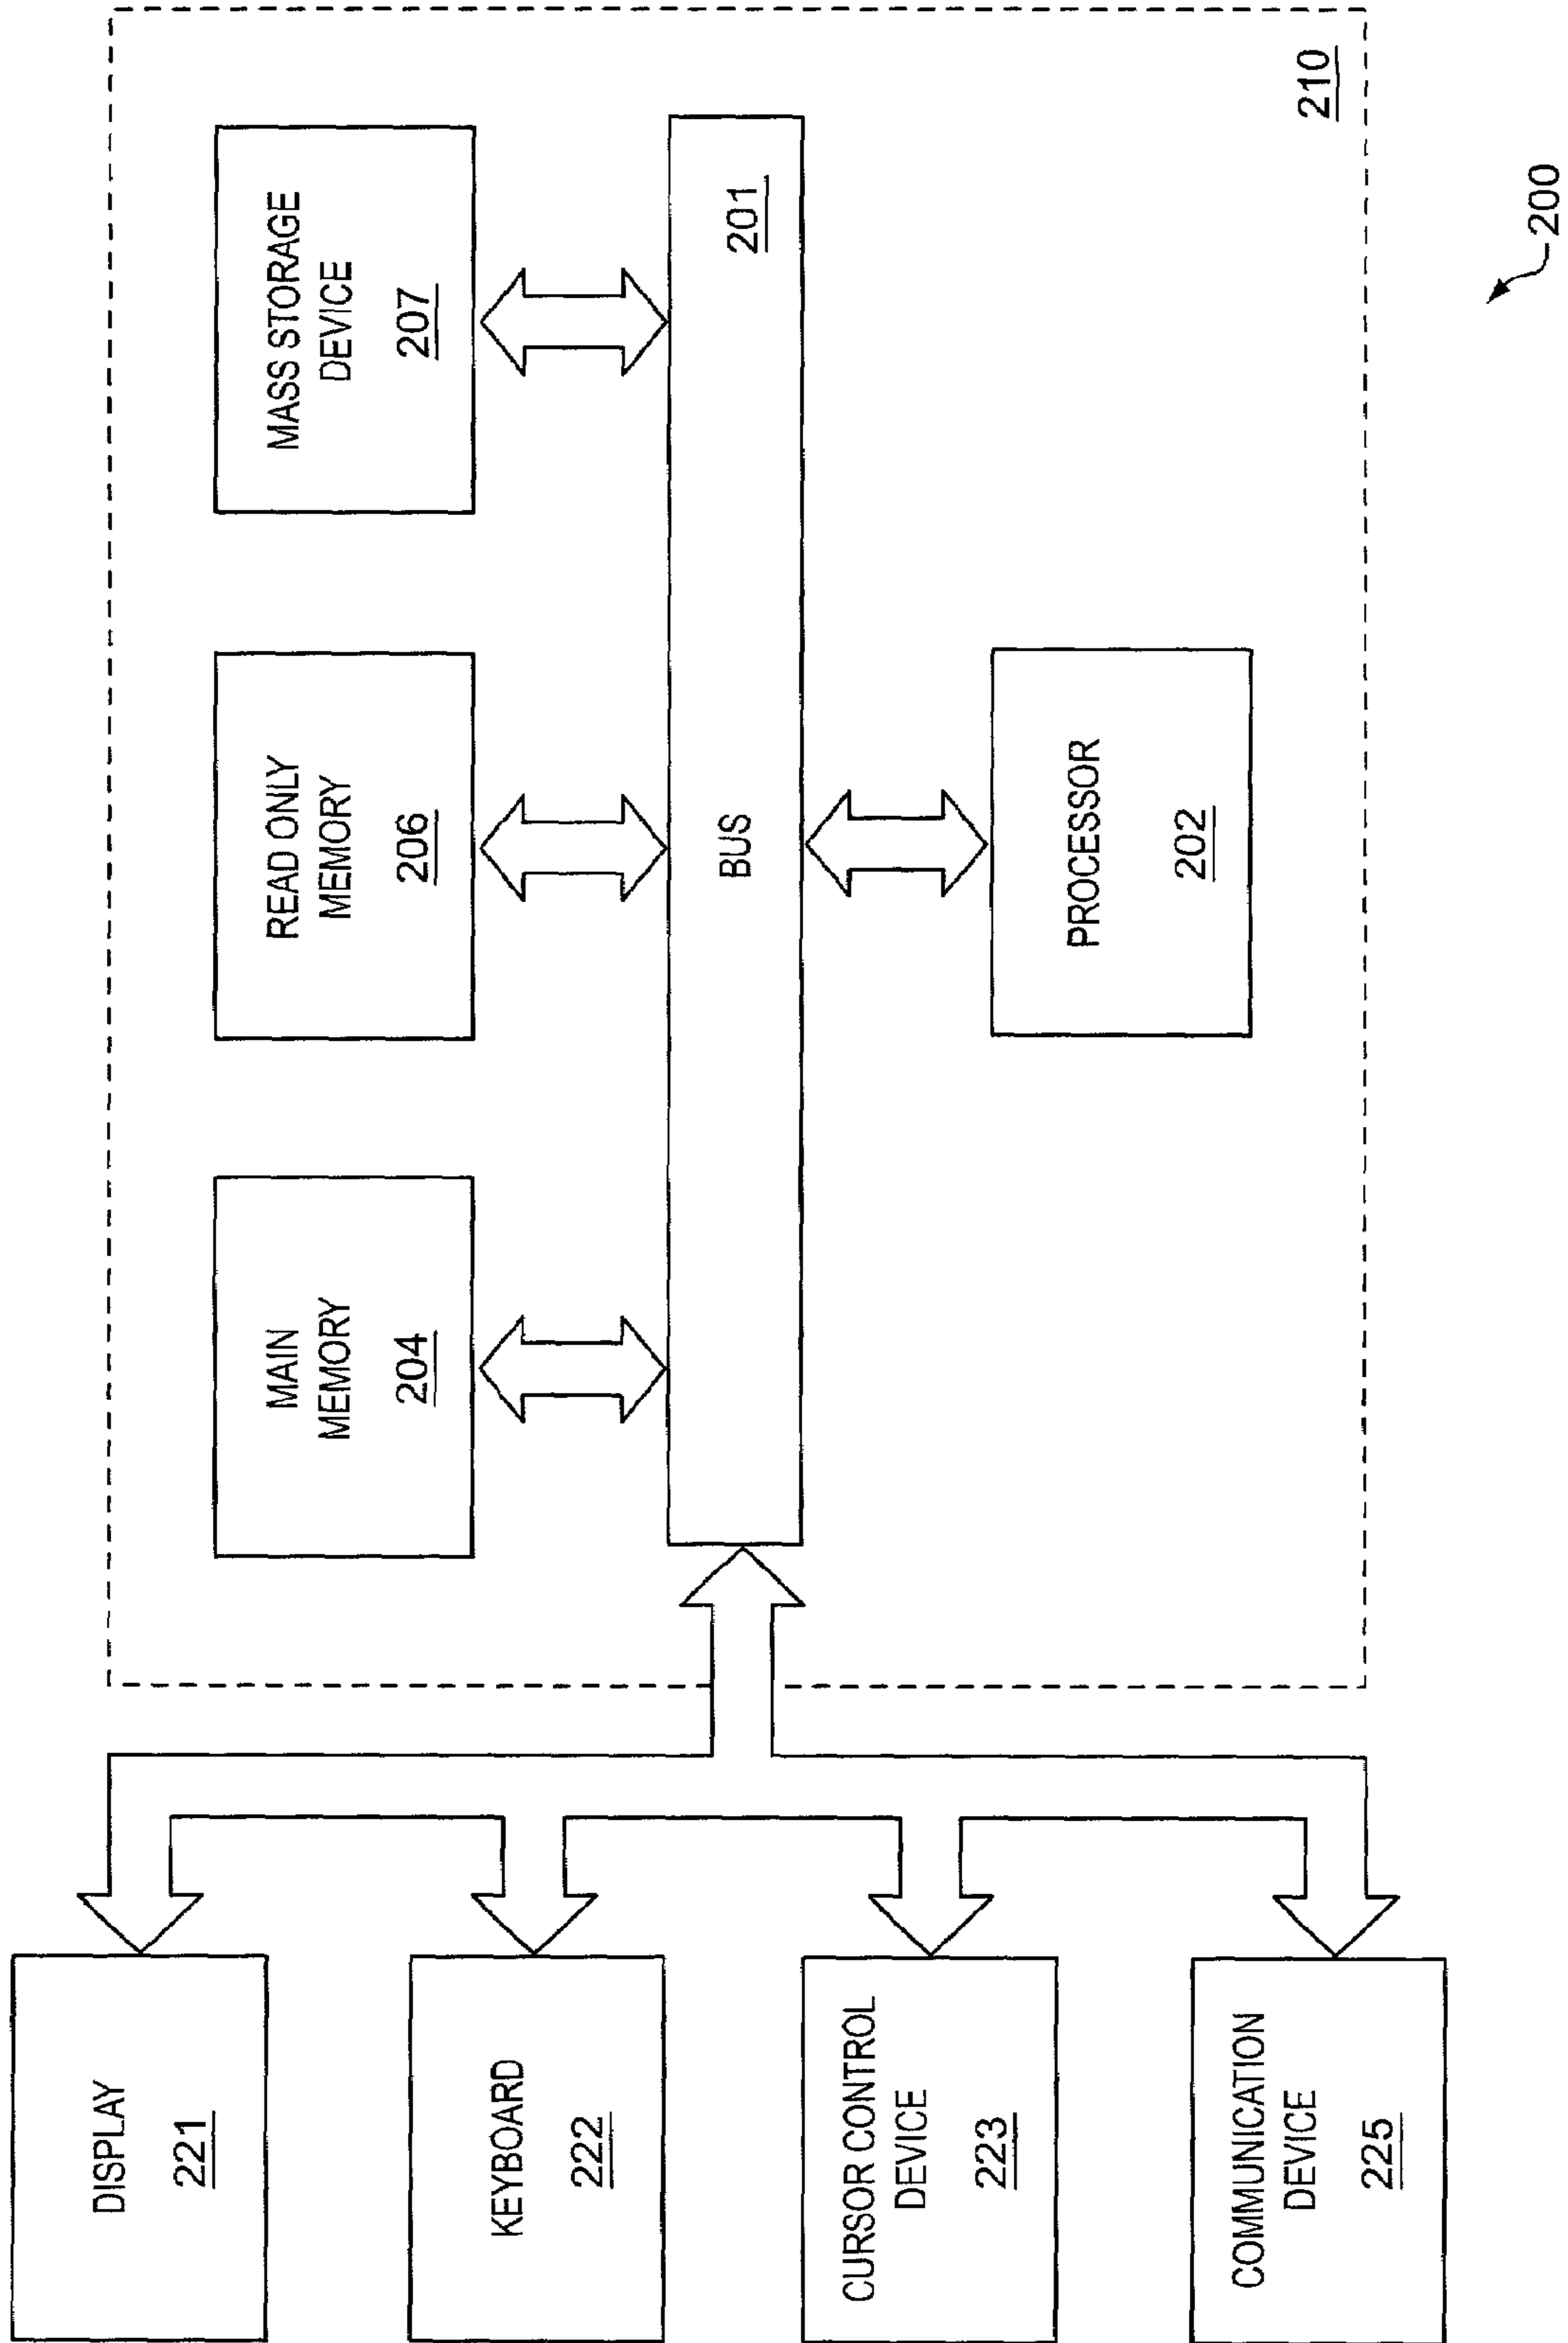 DISPLAY
221
KEYBOARD
222
CURSOR CONTROL
DEVICE
223
COMMUNICATION
DEVICE
225
MAIN
MEMORY
204
READ ONLY
MEMORY
206
MASS STORAGE
DEVICE
207
BUS
201
PROCESSOR
202
210
200